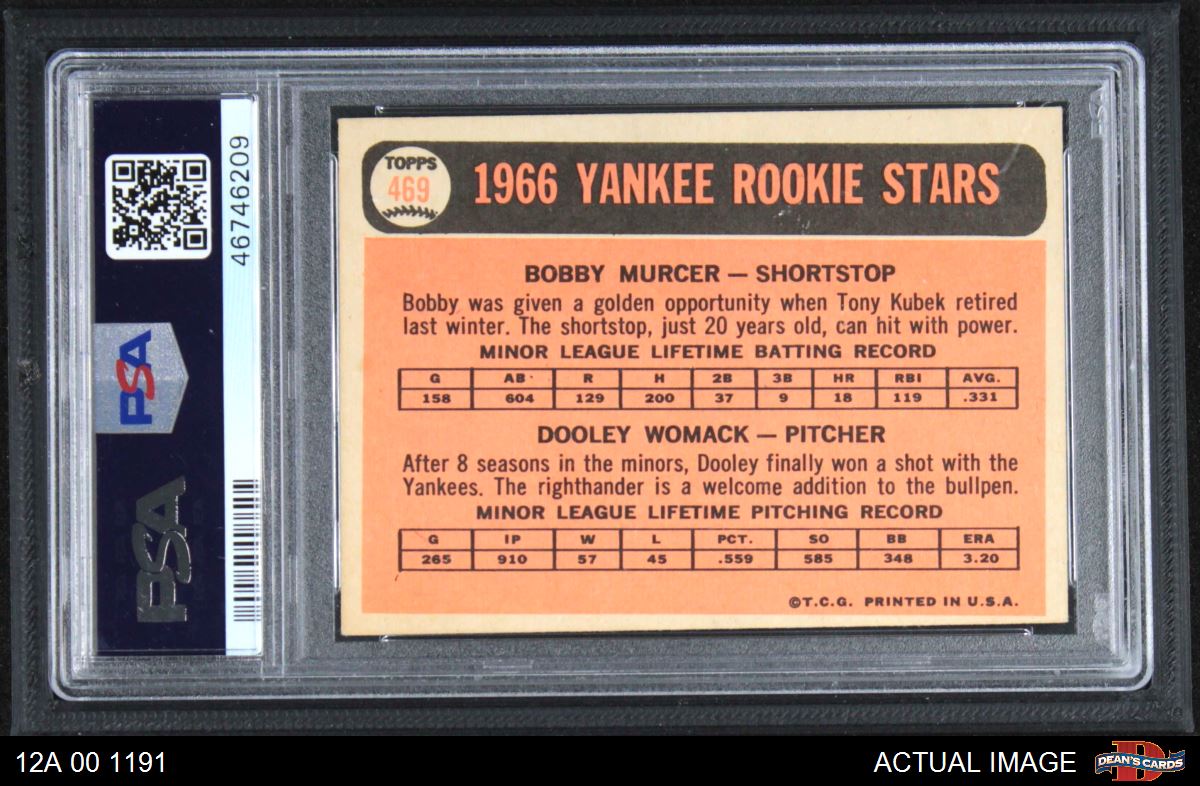 PSA
PSA
46746209
TOPPS
469
1966 YANKEE ROOKIE STARS
BOBBY MURCER — SHORTSTOP
Bobby was given a golden opportunity when Tony Kubek retired
last winter. The shortstop, just 20 years old, can hit with power.
MINOR LEAGUE LIFETIME BATTING RECORD
G AB R H 2B 3B HR RBI AVG.
158 604 129 200 37 9 18 119 .331
DOOLEY WOMACK — PITCHER
After 8 seasons in the minors, Dooley finally won a shot with the
Yankees. The righthander is a welcome addition to the bullpen.
MINOR LEAGUE LIFETIME PITCHING RECORD
G IP W L PCT. SO BB ERA
265 910 57 45 .559 585 348 3.20
©T.C.G. PRINTED IN U.S.A.
12A 00 1191
ACTUAL IMAGE
D
DEAN'S CARDS